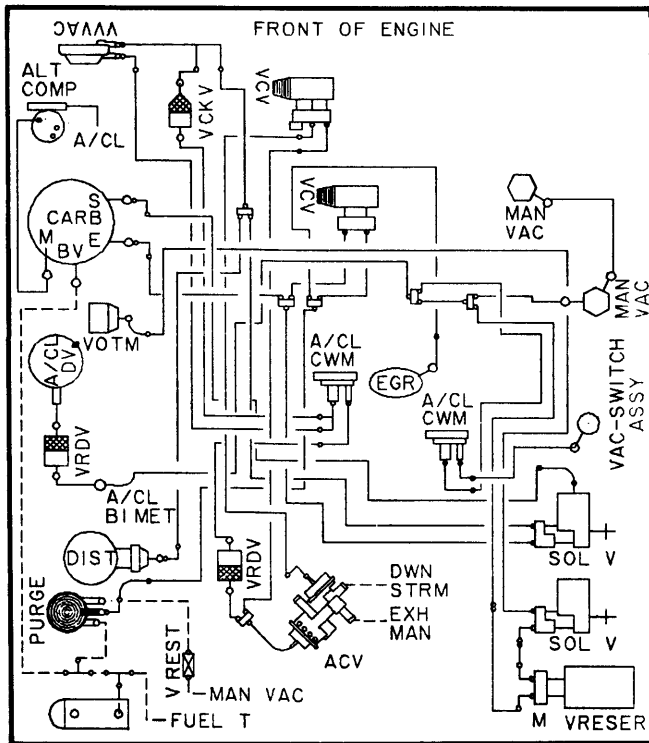 FRONT OF ENGINE
VVVAC
ALT
COMP
A/CL
VCKV
VCV
VCV
S
CARB
M
E
BV
MAN
VAC
MAN
VAC
VOTM
A/CL
DV
A/CL
CWM
EGR
A/CL
CWM
VAC-SWITCH
ASSY
VRDV
A/CL
BIMET
DIST
VRDV
DWN
STRM
EXH
MAN
ACV
SOL V
SOL V
PURGE
VREST
MAN VAC
FUEL T
M
VRESER